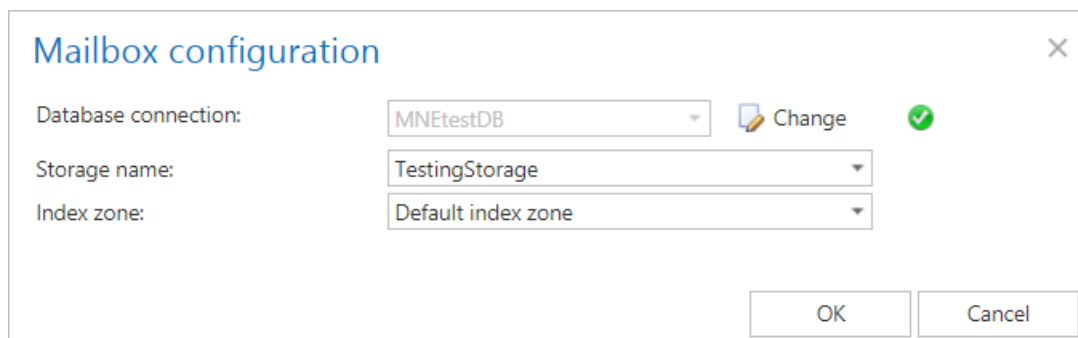 Mailbox configuration
Database connection: MNEtestDB Change
Storage name: TestingStorage
Index zone: Default index zone
OK Cancel